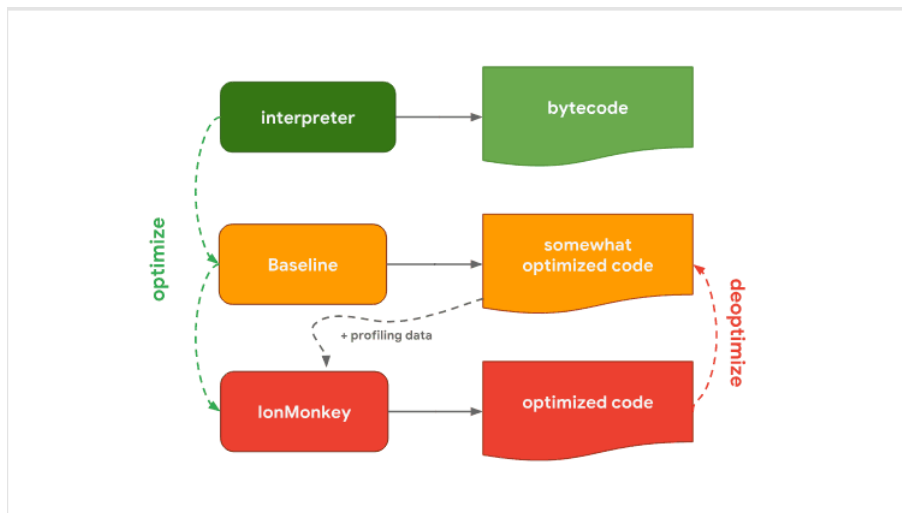 interpreter
bytecode
optimize
Baseline
somewhat
optimized code
deoptimize
+ profiling data
IonMonkey
optimized code